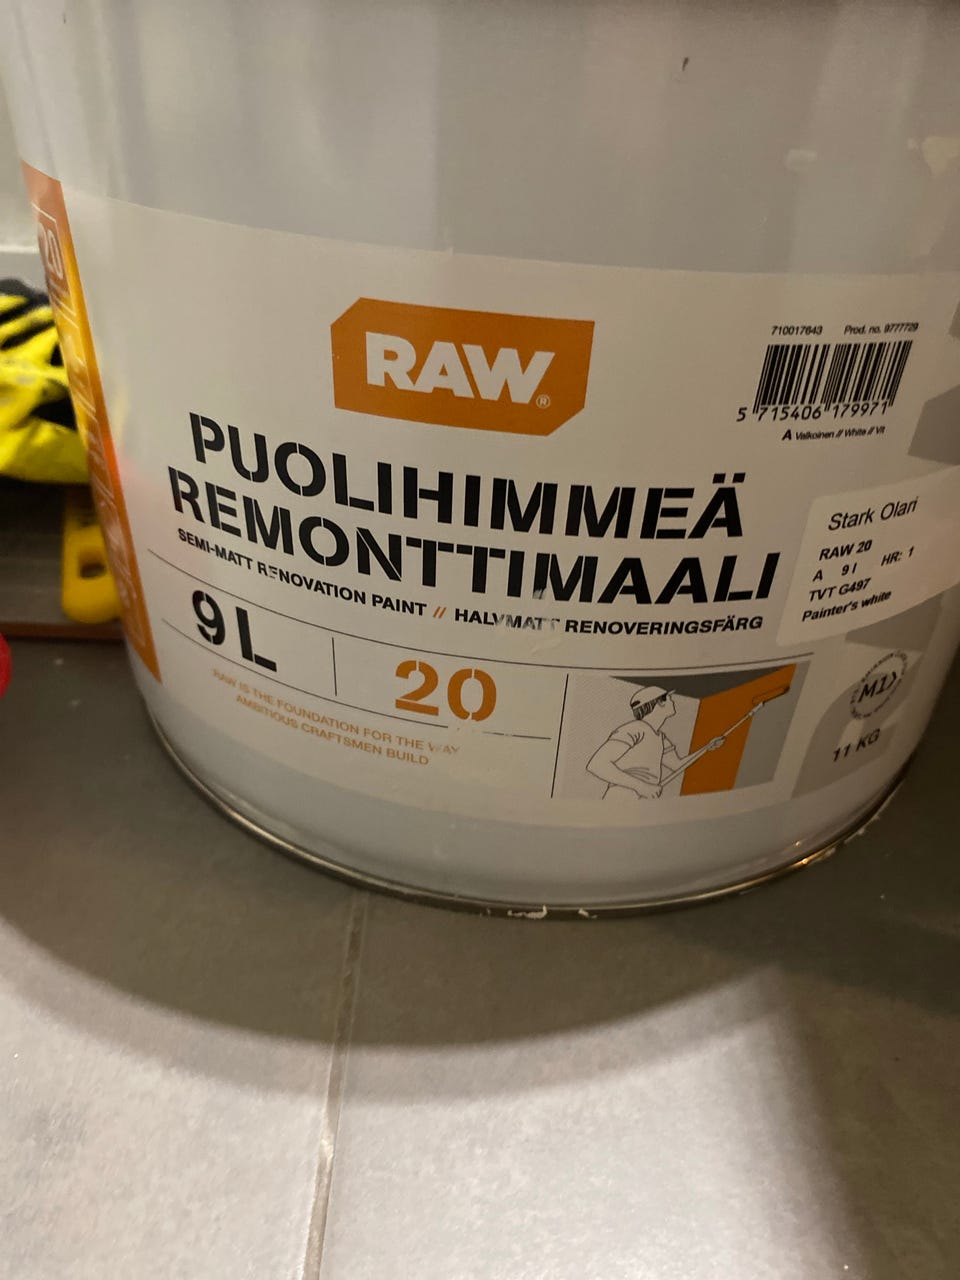 20
RAW®
710017643 Prod. no. 9777729
5 715406 179971
A Valkoinen // White // Vit
PUOLIHIMMEÄ
REMONTTIMAALI
SEMI-MATT RENOVATION PAINT // HALVMATT RENOVERINGSFÄRG
9 L
20
RAW IS THE FOUNDATION FOR THE WAY
AMBITIOUS CRAFTSMEN BUILD
Stark Olari
RAW 20
A 9 l HR: 1
TVT G497
Painter's white
M1
11 KG